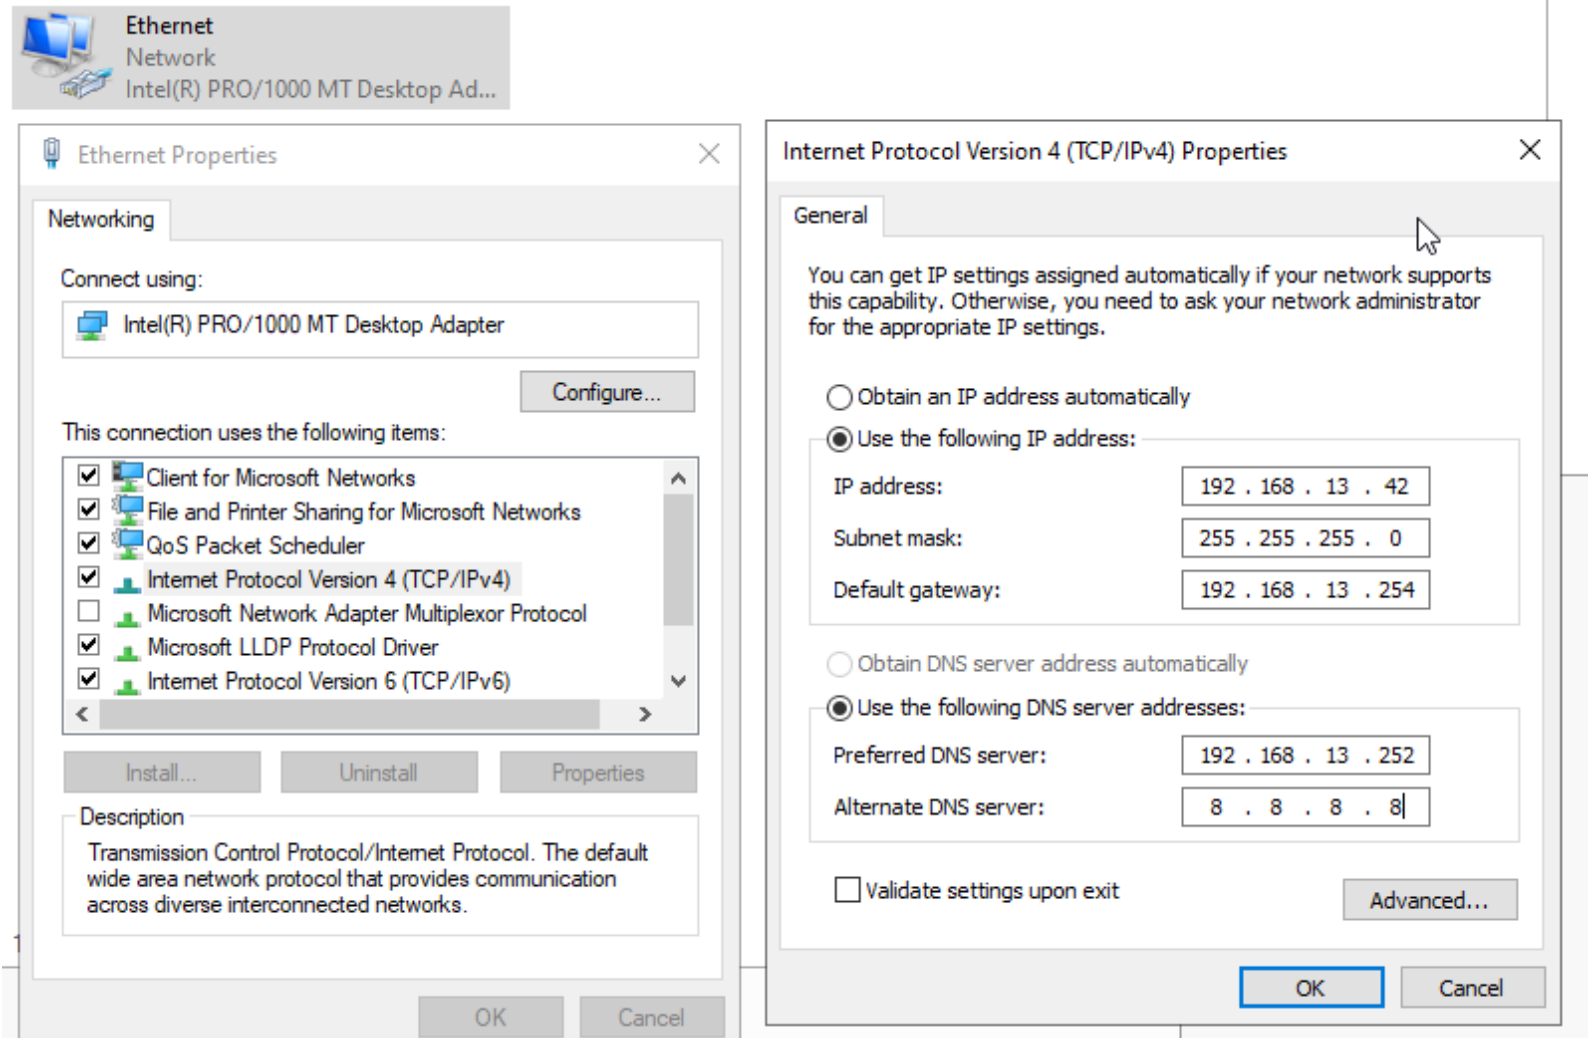 Ethernet
Network
Intel(R) PRO/1000 MT Desktop Ad...
Ethernet Properties
Networking
Connect using:
Intel(R) PRO/1000 MT Desktop Adapter
Configure...
This connection uses the following items:
Client for Microsoft Networks
File and Printer Sharing for Microsoft Networks
QoS Packet Scheduler
Internet Protocol Version 4 (TCP/IPv4)
Microsoft Network Adapter Multiplexor Protocol
Microsoft LLDP Protocol Driver
Internet Protocol Version 6 (TCP/IPv6)
Install...
Uninstall
Properties
Description
Transmission Control Protocol/Internet Protocol. The default
wide area network protocol that provides communication
across diverse interconnected networks.
OK
Cancel
Internet Protocol Version 4 (TCP/IPv4) Properties
General
You can get IP settings assigned automatically if your network supports
this capability. Otherwise, you need to ask your network administrator
for the appropriate IP settings.
Obtain an IP address automatically
Use the following IP address:
IP address: 192 . 168 . 13 . 42
Subnet mask: 255 . 255 . 255 . 0
Default gateway: 192 . 168 . 13 . 254
Obtain DNS server address automatically
Use the following DNS server addresses:
Preferred DNS server: 192 . 168 . 13 . 252
Alternate DNS server: 8 . 8 . 8 . 8
Validate settings upon exit
Advanced...
OK
Cancel